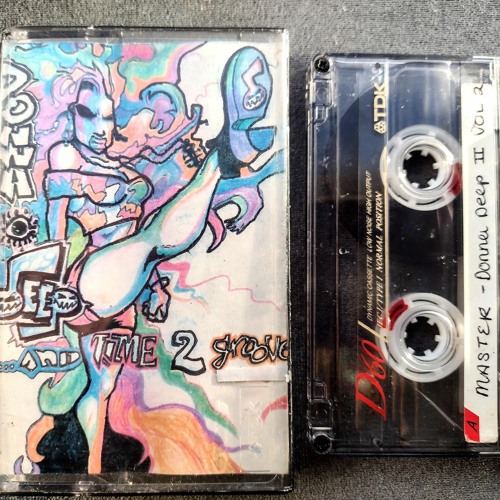 DONNA
DEEP
...AND TIME 2 groove
TDK
D60
DYNAMIC CASSETTE LOW NOISE HIGH OUTPUT
IEC I / TYPE I NORMAL POSITION
A
MASTER - Donna Deep II VOL 2